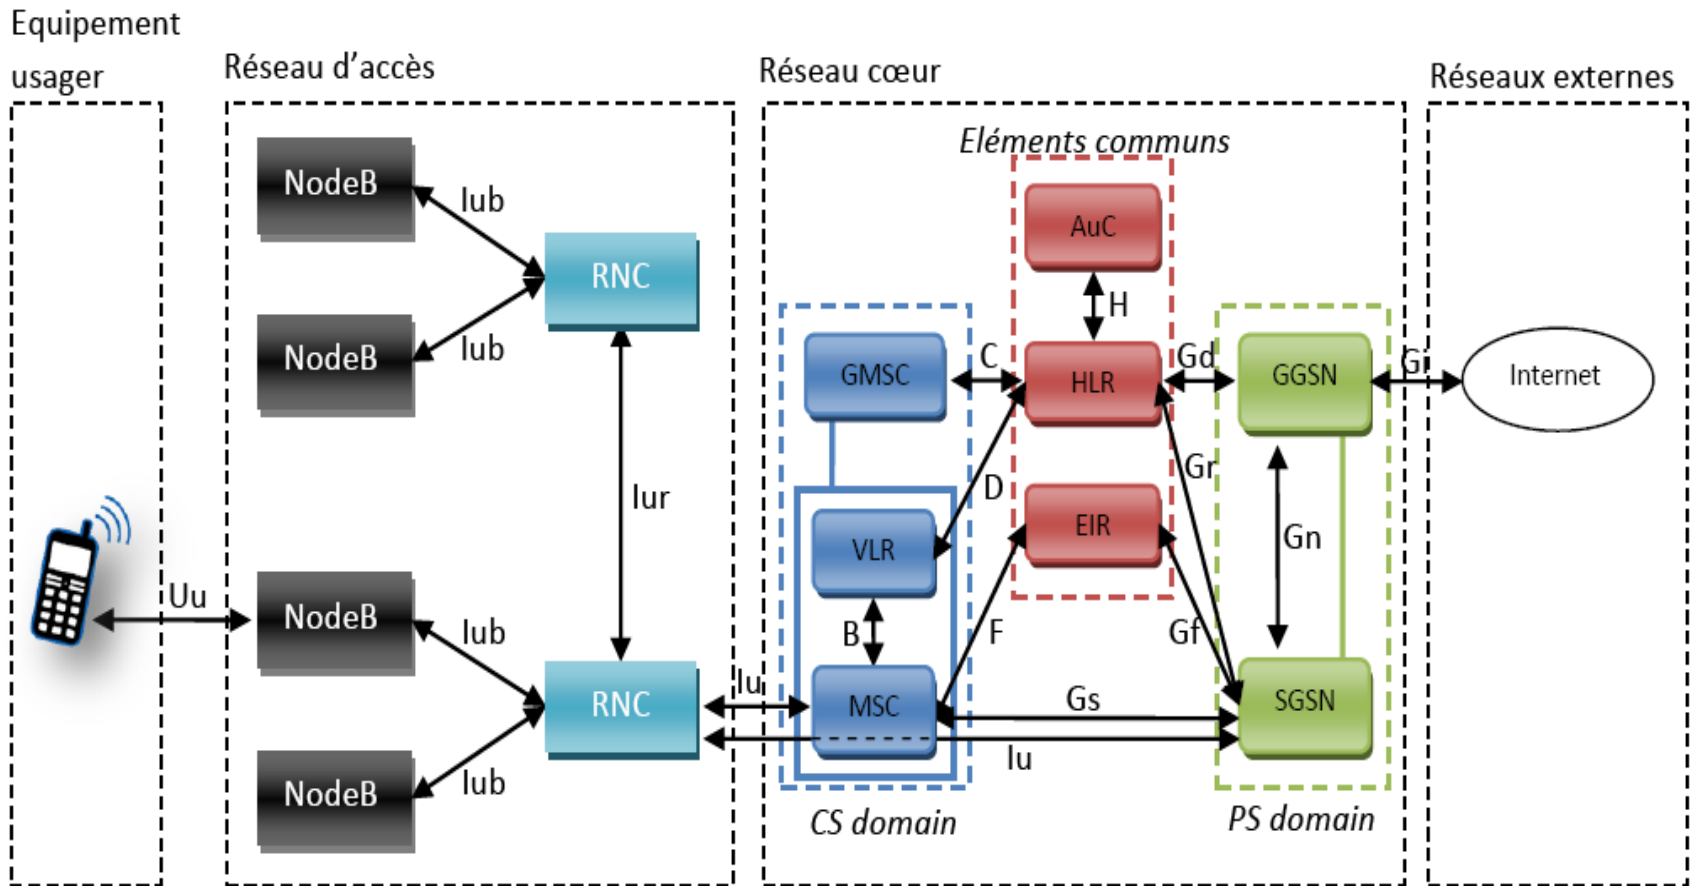 Equipement
usager
Réseau d'accès
Réseau cœur
Réseaux externes
Eléments communs
NodeB
Iub
RNC
NodeB
Iub
Iur
NodeB
Iub
RNC
NodeB
Iub
Uu
Iu
Iu
AuC
H
GMSC
C
HLR
Gd
GGSN
Gi
Internet
D
Gr
VLR
EIR
Gn
B
F
Gf
MSC
Gs
SGSN
CS domain
PS domain